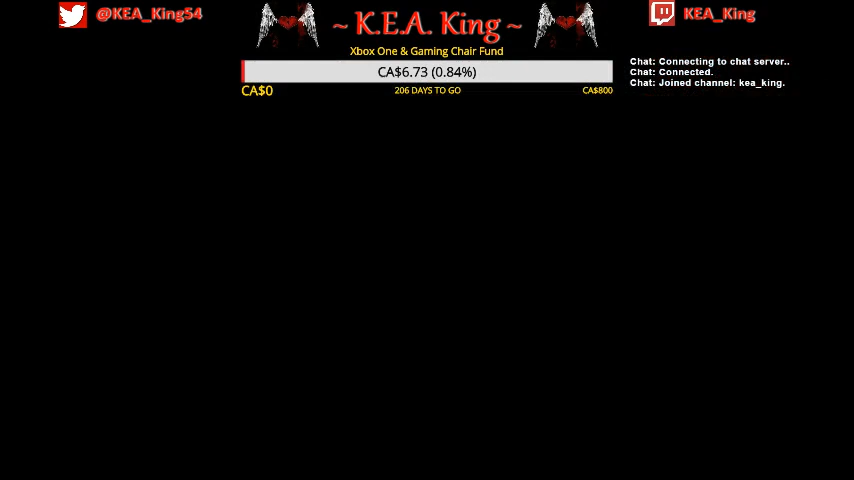 @KEA_King54
~ K.E.A. King ~
KEA_King
Xbox One & Gaming Chair Fund
CA$6.73 (0.84%)
CA$0
206 DAYS TO GO
CA$800
Chat: Connecting to chat server..
Chat: Connected.
Chat: Joined channel: kea_king.